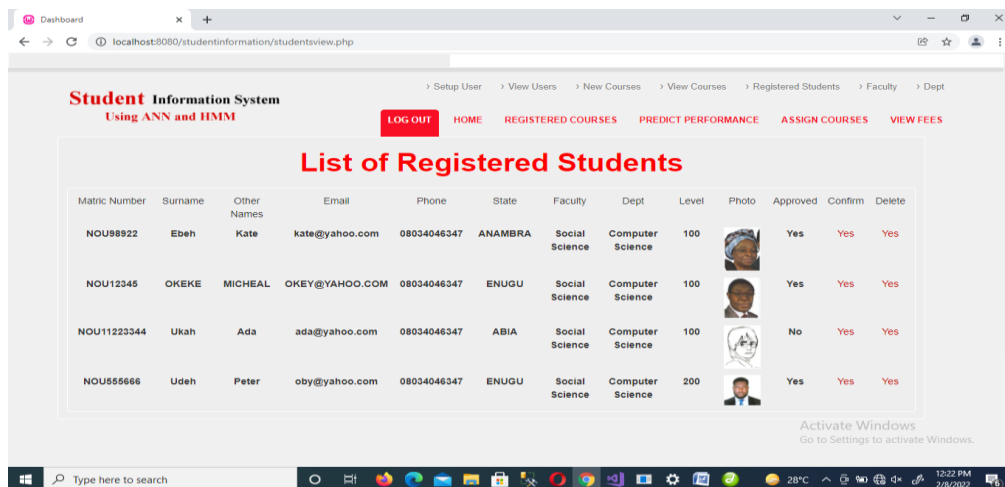 Dashboard
localhost:8080/studentinformation/studentsview.php
Student Information System
Using ANN and HMM
› Setup User › View Users › New Courses › View Courses › Registered Students › Faculty › Dept
LOG OUT HOME REGISTERED COURSES PREDICT PERFORMANCE ASSIGN COURSES VIEW FEES
List of Registered Students
Matric Number Surname Other Names Email Phone State Faculty Dept Level Photo Approved Confirm Delete
NOU98922 Ebeh Kate kate@yahoo.com 08034046347 ANAMBRA Social Science Computer Science 100 Yes Yes Yes
NOU12345 OKEKE MICHEAL OKEY@YAHOO.COM 08034046347 ENUGU Social Science Computer Science 100 Yes Yes Yes
NOU11223344 Ukah Ada ada@yahoo.com 08034046347 ABIA Social Science Computer Science 100 No Yes Yes
NOU555666 Udeh Peter oby@yahoo.com 08034046347 ENUGU Social Science Computer Science 200 Yes Yes Yes
Activate Windows
Go to Settings to activate Windows.
Type here to search
28°C
12:22 PM
2/8/2022